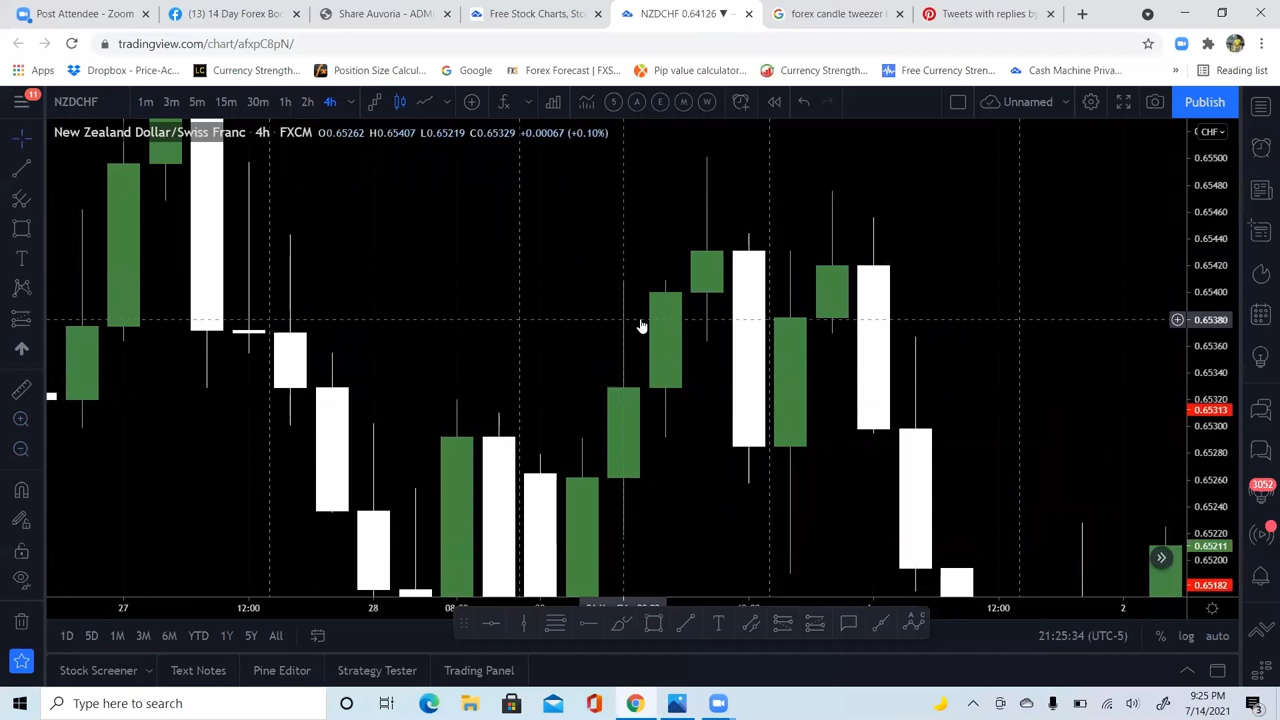 Post Attendee - Zoom
(13) 14 Day Forex Boo
Share Auvoria - ADM
Free Stock Charts, Sto
NZDCHF 0.64126 ▼ –
forex candle tweezer
Tweets with replies by
tradingview.com/chart/afxpC8pN/
Apps
Dropbox - Price-Ac...
Currency Strength...
Position Size Calcul...
Google
Forex Forecast | FXS...
Pip value calculator...
Currency Strength...
Free Currency Stren...
Cash Machine Priva...
»
Reading list
11
NZDCHF
1m 3m 5m 15m 30m 1h 2h 4h
S A E M W
Unnamed
Publish
New Zealand Dollar/Swiss Franc · 4h · FXCM O0.65262 H0.65407 L0.65219 C0.65329 +0.00067 (+0.10%)
CHF
0.65500
0.65480
0.65460
0.65440
0.65420
0.65400
0.65380
0.65360
0.65340
0.65320
0.65313
0.65300
0.65280
0.65260
0.65240
0.65220
0.65211
0.65200
0.65182
3052
27 12:00 28 12:00 2
1D 5D 1M 3M 6M YTD 1Y 5Y All
21:25:34 (UTC-5)
% log auto
Stock Screener
Text Notes
Pine Editor
Strategy Tester
Trading Panel
Type here to search
9:25 PM
7/14/2021
3